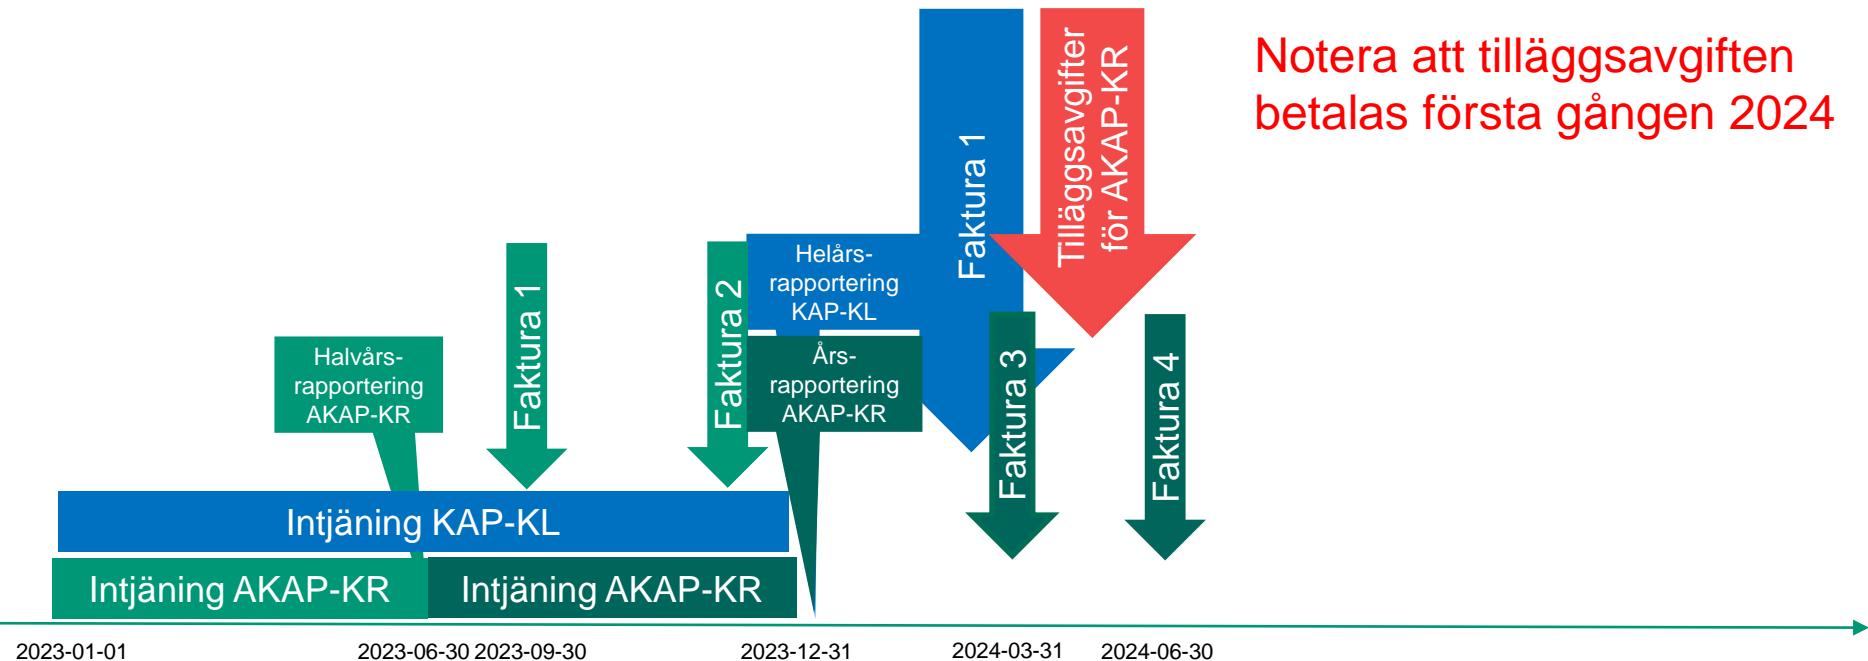 Notera att tilläggsavgiften
betalas första gången 2024
Faktura 1
Tilläggsavgifter
för AKAP-KR
Helårs-
rapportering
KAP-KL
Halvårs-
rapportering
AKAP-KR
Faktura 1
Faktura 2
Års-
rapportering
AKAP-KR
Faktura 3
Faktura 4
Intjäning KAP-KL
Intjäning AKAP-KR
Intjäning AKAP-KR
2023-01-01
2023-06-30
2023-09-30
2023-12-31
2024-03-31
2024-06-30